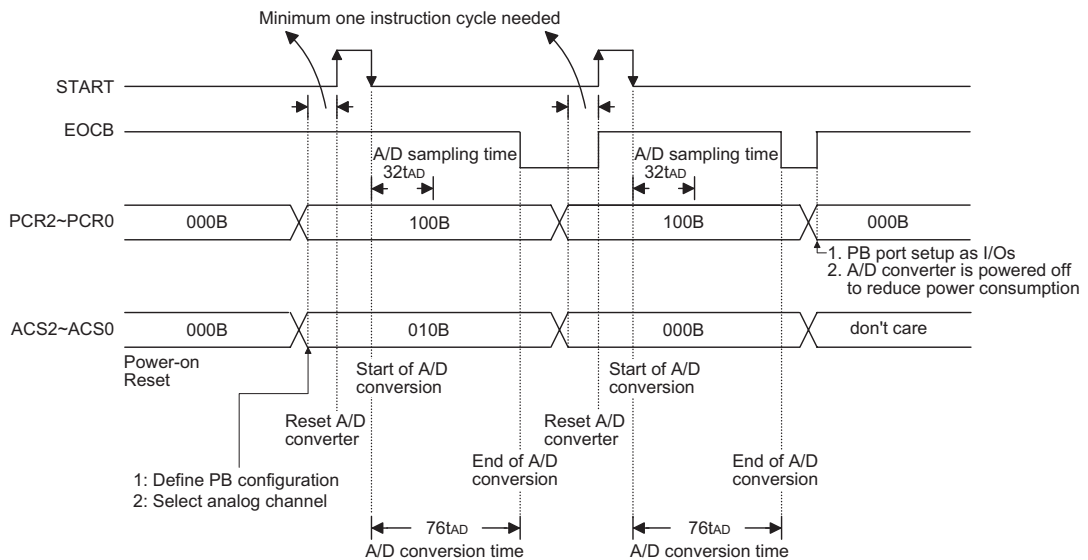 Minimum one instruction cycle needed
START
EOCB
A/D sampling time
32tAD
A/D sampling time
32tAD
PCR2~PCR0
000B
100B
100B
000B
1. PB port setup as I/Os
2. A/D converter is powered off
to reduce power consumption
ACS2~ACS0
000B
010B
000B
don't care
Power-on
Reset
Start of A/D
conversion
Start of A/D
conversion
Reset A/D
converter
Reset A/D
converter
1: Define PB configuration
2: Select analog channel
End of A/D
conversion
End of A/D
conversion
76tAD
A/D conversion time
76tAD
A/D conversion time